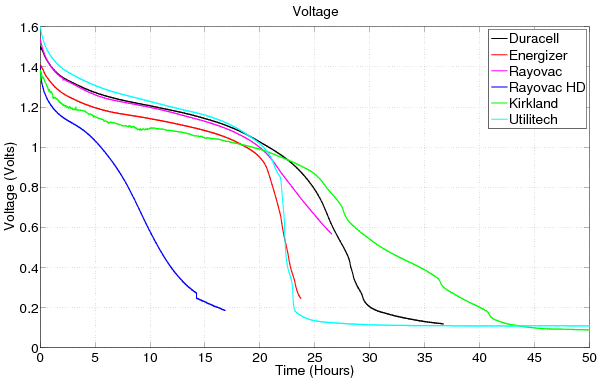 Voltage
1.6
1.4
1.2
1
0.8
0.6
0.4
0.2
0
Voltage (Volts)
Duracell
Energizer
Rayovac
Rayovac HD
Kirkland
Utilitech
0 5 10 15 20 25 30 35 40 45 50
Time (Hours)